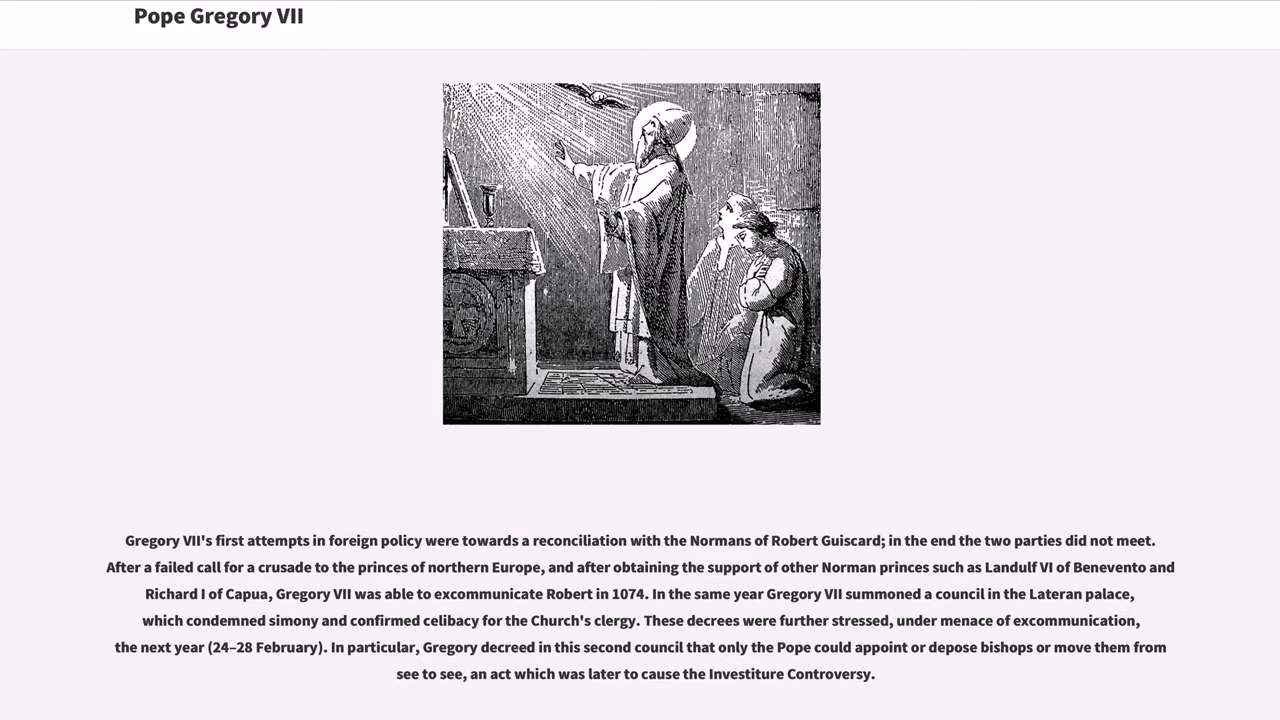 Pope Gregory VII
Gregory VII's first attempts in foreign policy were towards a reconciliation with the Normans of Robert Guiscard; in the end the two parties did not meet.
After a failed call for a crusade to the princes of northern Europe, and after obtaining the support of other Norman princes such as Landulf VI of Benevento and
Richard I of Capua, Gregory VII was able to excommunicate Robert in 1074. In the same year Gregory VII summoned a council in the Lateran palace,
which condemned simony and confirmed celibacy for the Church's clergy. These decrees were further stressed, under menace of excommunication,
the next year (24–28 February). In particular, Gregory decreed in this second council that only the Pope could appoint or depose bishops or move them from
see to see, an act which was later to cause the Investiture Controversy.